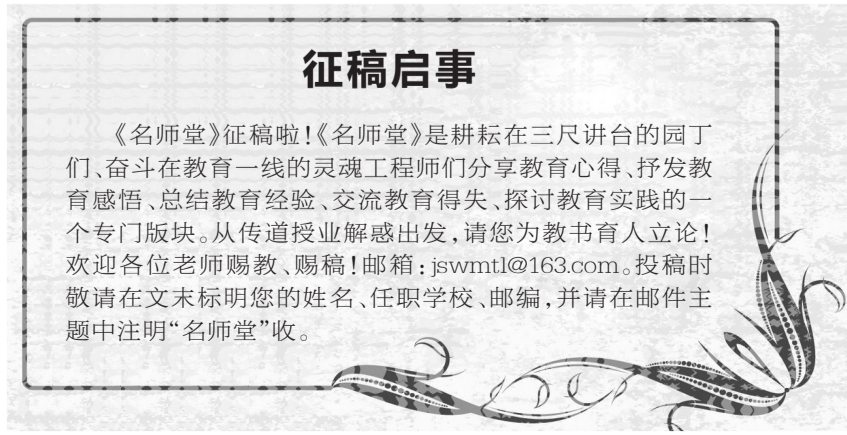 征稿启事
《名师堂》征稿啦!《名师堂》是耕耘在三尺讲台的园丁
们、奋斗在教育一线的灵魂工程师们分享教育心得、抒发教
育感悟、总结教育经验、交流教育得失、探讨教育实践的一
个专门版块。从传道授业解惑出发,请您为教书育人立论!
欢迎各位老师赐教、赐稿!邮箱:jswmtl@163.com。投稿时
敬请在文末标明您的姓名、任职学校、邮编,并请在邮件主
题中注明“名师堂”收。